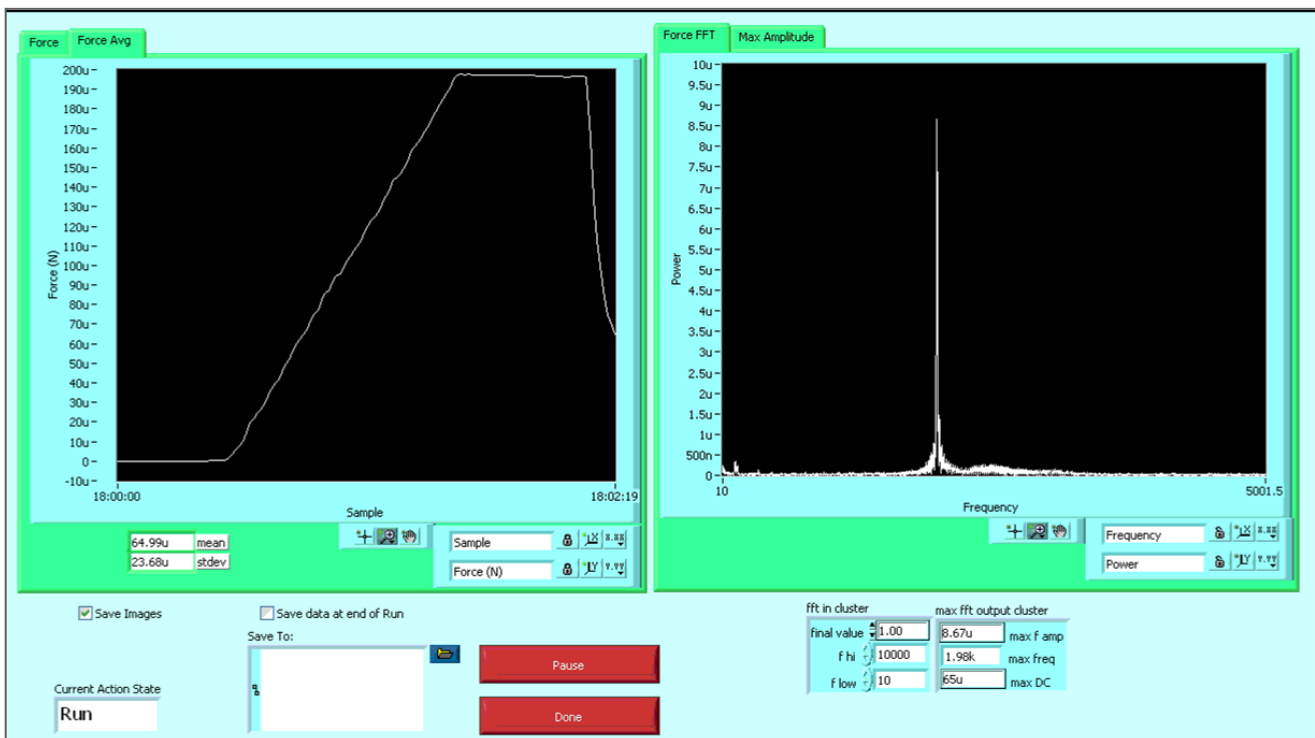 Force
Force Avg
200u
190u
180u
170u
160u
150u
140u
130u
120u
110u
100u
90u
80u
70u
60u
50u
40u
30u
20u
10u
0
-10u
Force (N)
18:00:00
18:02:19
Sample
64.99u mean
23.68u stdev
Sample
X X.XX
Force (N)
Y Y.YY
Force FFT
Max Amplitude
10u
9.5u
9u
8.5u
8u
7.5u
7u
6.5u
6u
5.5u
5u
4.5u
4u
3.5u
3u
2.5u
2u
1.5u
1u
500n
0
Power
10
5001.5
Frequency
Frequency
X X.XX
Power
Y Y.YY
Save Images
Save data at end of Run
Save To:
Current Action State
Run
Pause
Done
fft in cluster
final value 1.00
f hi 10000
f low 10
max fft output cluster
8.67u max f amp
1.98k max freq
65u max DC